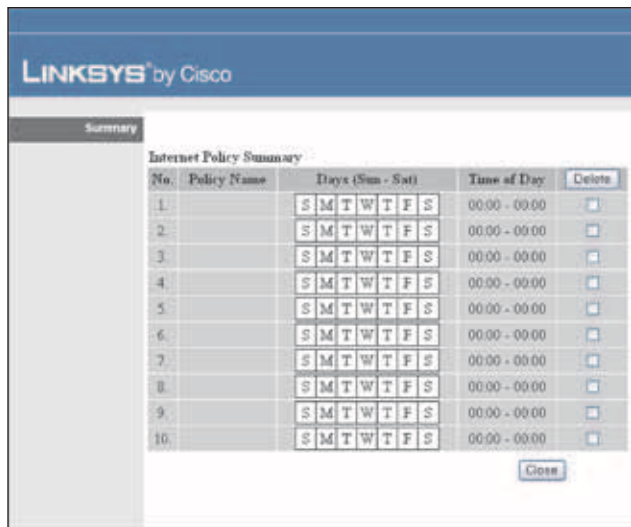 LINKSYS® by Cisco
Summary
Internet Policy Summary
No. Policy Name Days (Sun - Sat) Time of Day Delete
1. S M T W T F S 00:00 - 00:00
2. S M T W T F S 00:00 - 00:00
3. S M T W T F S 00:00 - 00:00
4. S M T W T F S 00:00 - 00:00
5. S M T W T F S 00:00 - 00:00
6. S M T W T F S 00:00 - 00:00
7. S M T W T F S 00:00 - 00:00
8. S M T W T F S 00:00 - 00:00
9. S M T W T F S 00:00 - 00:00
10. S M T W T F S 00:00 - 00:00
Close